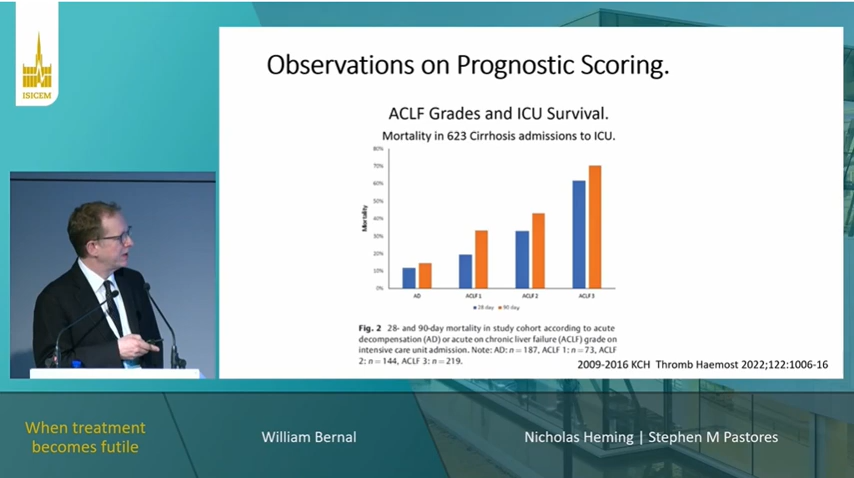 ISICEM
Observations on Prognostic Scoring.
ACLF Grades and ICU Survival.
Mortality in 623 Cirrhosis admissions to ICU.
80%
70%
60%
50%
40%
30%
20%
10%
0%
Mortality
AD
ACLF 1
ACLF 2
ACLF 3
28 day
90 day
Fig. 2 28- and 90-day mortality in study cohort according to acute
decompensation (AD) or acute on chronic liver failure (ACLF) grade on
intensive care unit admission. Note: AD: n = 187, ACLF 1: n = 73, ACLF
2: n = 144, ACLF 3: n = 219.
2009-2016 KCH Thromb Haemost 2022;122:1006-16
When treatment
becomes futile
William Bernal
Nicholas Heming | Stephen M Pastores